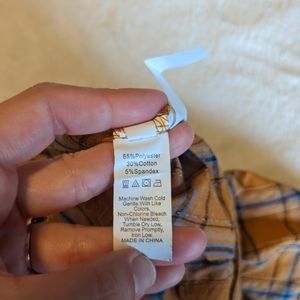 65%Polyester
30%Cotton
5%Spandex
Machine Wash Cold
Gentle,With Like
Colors,
Non-Chlorine Bleach
When Needed,
Tumble Dry Low,
Remove Promptly,
Iron Low.
MADE IN CHINA